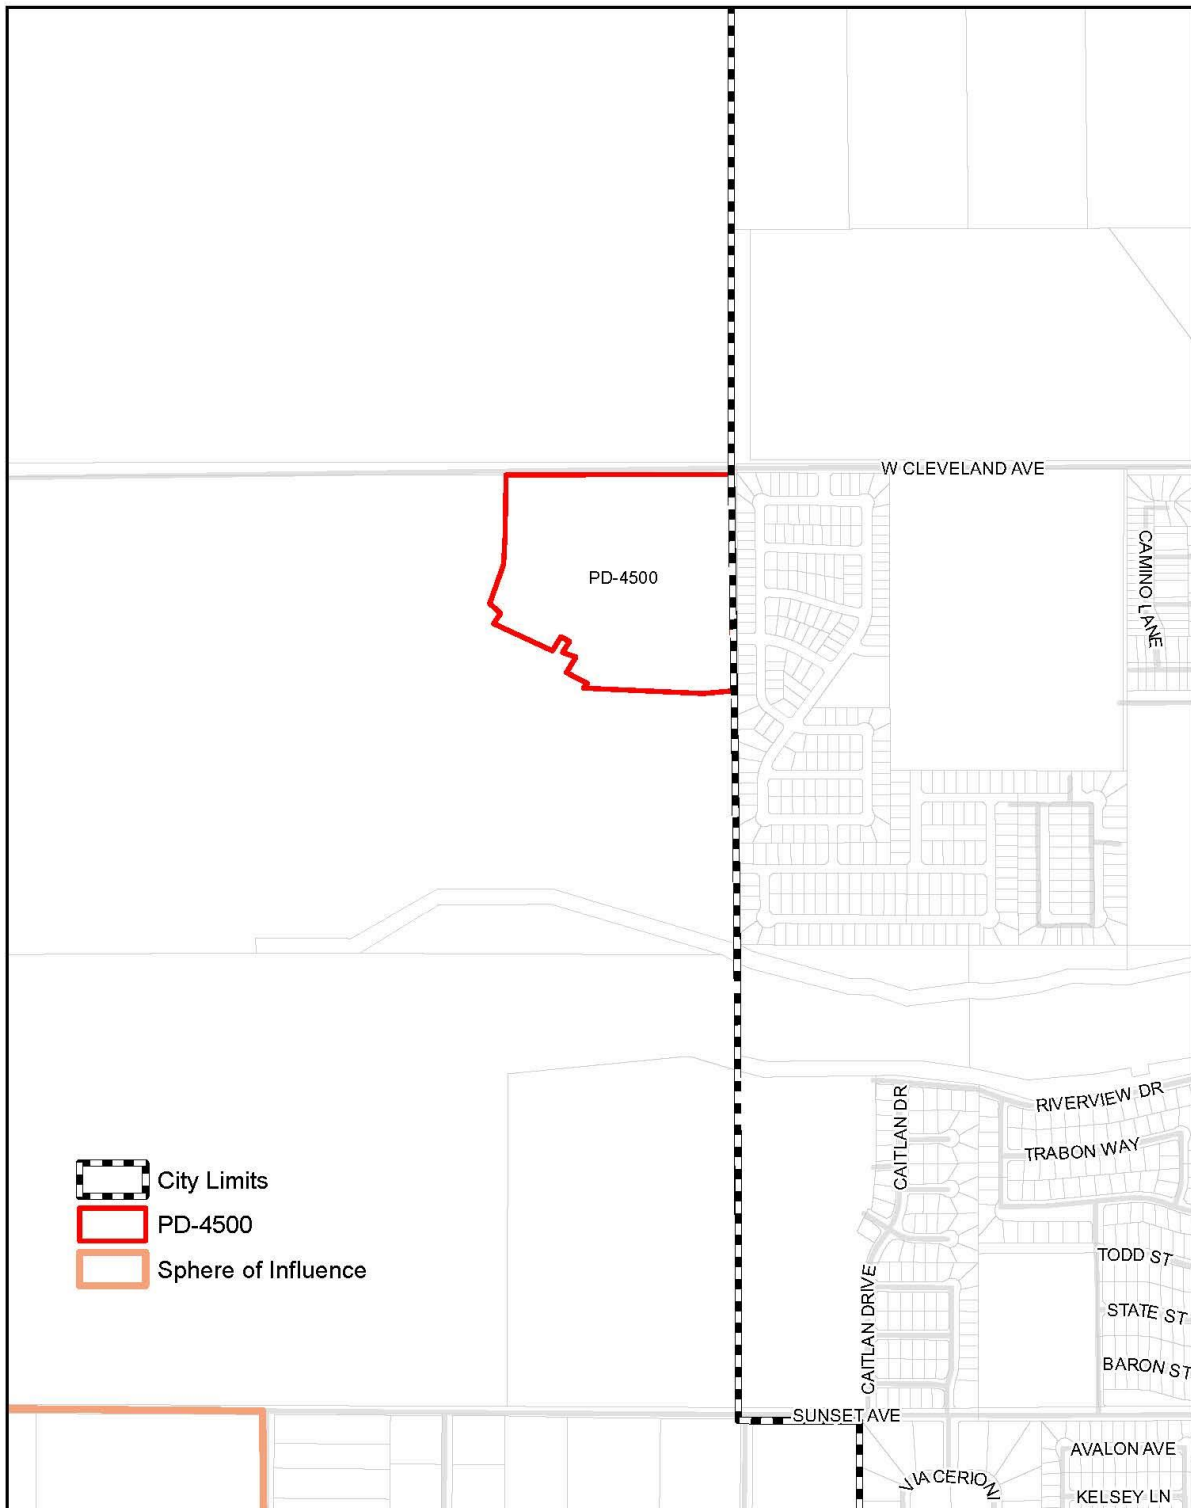 W CLEVELAND AVE
CAMINO LANE
PD-4500
RIVERVIEW DR
CAITLAN DR
TRABON WAY
City Limits
PD-4500
Sphere of Influence
TODD ST
CAITLAN DRIVE
STATE ST
BARON ST
SUNSET AVE
AVALON AVE
VIA CERIONI
KELSEY LN